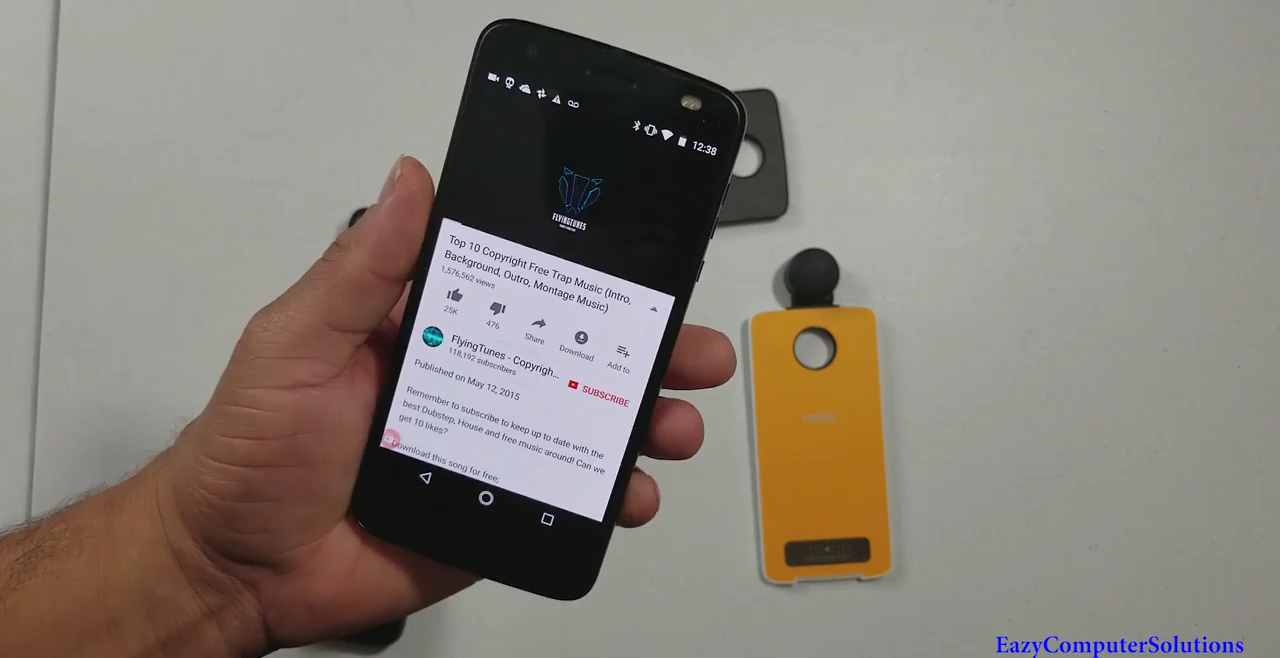 12:38
FLYINGTUNES
Top 10 Copyright Free Trap Music (Intro,
Background, Outro, Montage Music)
1,576,562 views
25K
476
Share
Download
Add to
FlyingTunes - Copyrigh...
118,192 subscribers
SUBSCRIBE
Published on May 12, 2015
Remember to subscribe to keep up to date with the
best Dubstep, House and free music around! Can we
get 10 likes?
Download this song for free:
EazyComputerSolutions